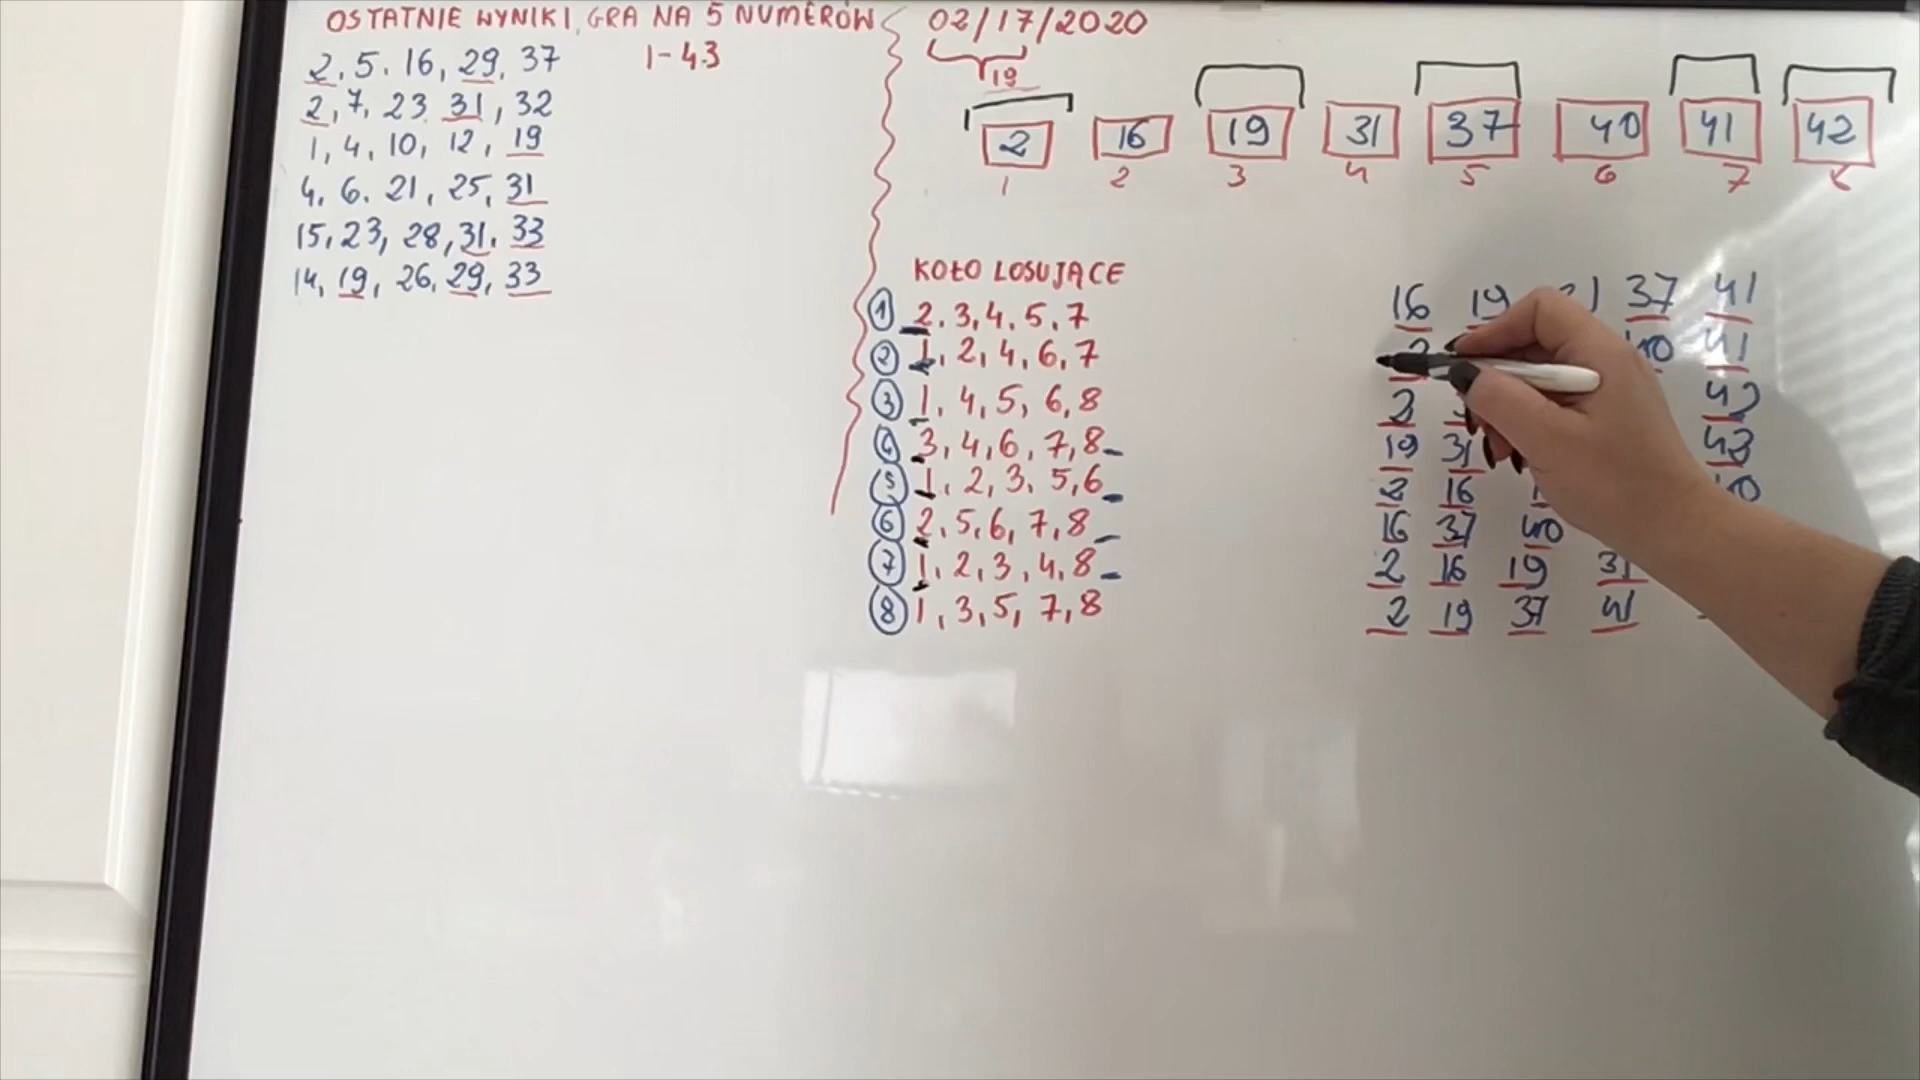 OSTATNIE WYNIKI, GRA NA 5 NUMERÓW
1-43
2, 5, 16, 29, 37
2, 7, 23, 31, 32
1, 4, 10, 12, 19
4, 6, 21, 25, 31
15, 23, 28, 31, 33
14, 19, 26, 29, 33
02/17/2020
19
2 16 19 31 37 40 41 42
1 2 3 4 5 6 7
KOŁO LOSUJĄCE
1 2, 3, 4, 5, 7
2 1, 2, 4, 6, 7
3 1, 4, 5, 6, 8
3, 4, 6, 7, 8
5 1, 2, 3, 5, 6
6 2, 5, 6, 7, 8
7 1, 2, 3, 4, 8
8 1, 3, 5, 7, 8
16 19 37 41
40 41
2 42
19 31
2 16
16 37 40
2 16 19 31
2 19 37 41